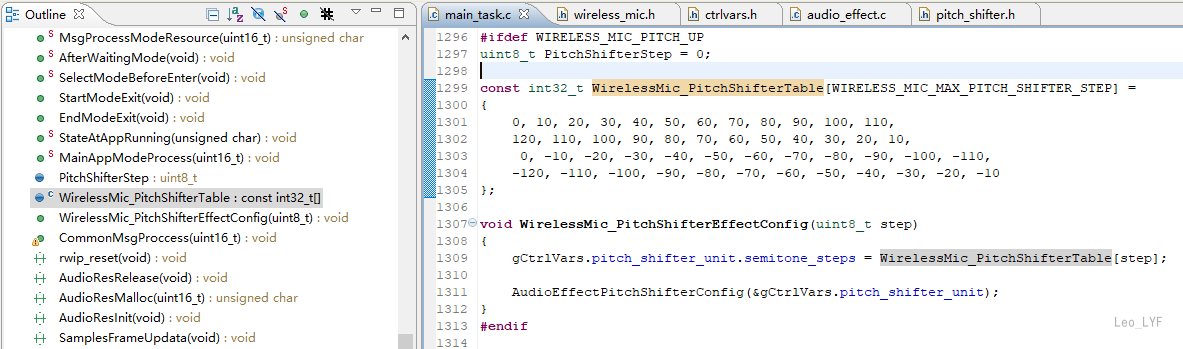 Outline
MsgProcessModeResource(uint16_t) : unsigned char
AfterWaitingMode(void) : void
SelectModeBeforeEnter(void) : void
StartModeExit(void) : void
EndModeExit(void) : void
StateAtAppRunning(unsigned char) : void
MainAppModeProcess(uint16_t) : void
PitchShifterStep : uint8_t
WirelessMic_PitchShifterTable : const int32_t[]
WirelessMic_PitchShifterEffectConfig(uint8_t) : void
CommonMsgProccess(uint16_t) : void
rwip_reset(void) : void
AudioResRelease(void) : void
AudioResMalloc(uint16_t) : unsigned char
AudioResInit(void) : void
SamplesFrameUpdata(void) : void
main_task.c
wireless_mic.h
ctrlvars.h
audio_effect.c
pitch_shifter.h
1296 #ifdef WIRELESS_MIC_PITCH_UP
1297 uint8_t PitchShifterStep = 0;
1298
1299 const int32_t WirelessMic_PitchShifterTable[WIRELESS_MIC_MAX_PITCH_SHIFTER_STEP] =
1300 {
1301 0, 10, 20, 30, 40, 50, 60, 70, 80, 90, 100, 110,
1302 120, 110, 100, 90, 80, 70, 60, 50, 40, 30, 20, 10,
1303 0, -10, -20, -30, -40, -50, -60, -70, -80, -90, -100, -110,
1304 -120, -110, -100, -90, -80, -70, -60, -50, -40, -30, -20, -10
1305 };
1306
1307 void WirelessMic_PitchShifterEffectConfig(uint8_t step)
1308 {
1309 gCtrlVars.pitch_shifter_unit.semitone_steps = WirelessMic_PitchShifterTable[step];
1310
1311 AudioEffectPitchShifterConfig(&gCtrlVars.pitch_shifter_unit);
1312 }
1313 #endif
1314
Leo_LYF